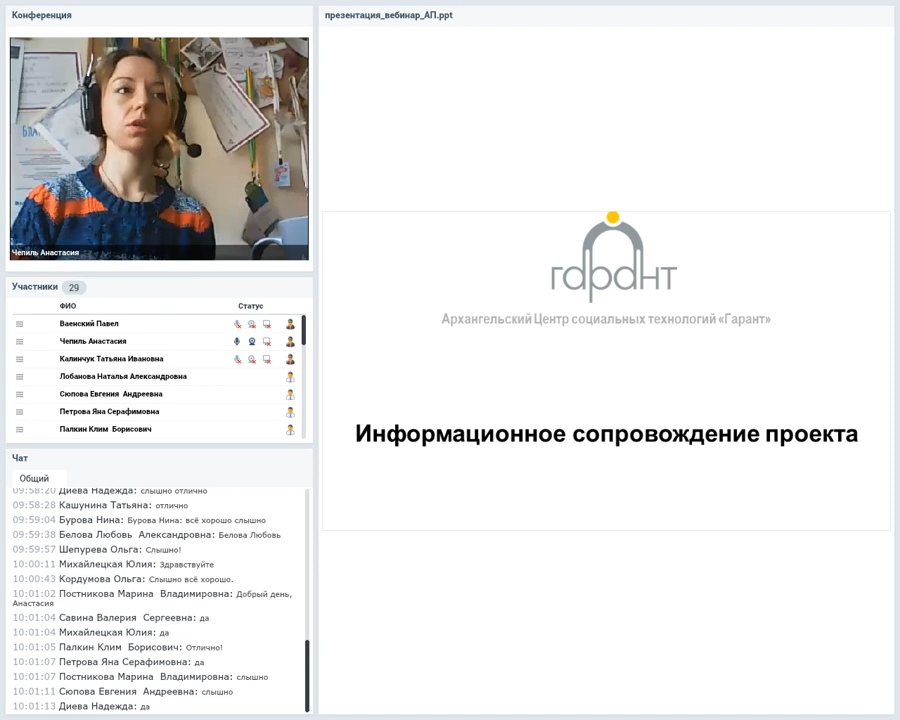 Конференция
БЛА
Чепиль Анастасия
Участники 29
ФИО Статус
Ваенский Павел
Чепиль Анастасия
Калинчук Татьяна Ивановна
Лобанова Наталья Александровна
Сюпова Евгения Андреевна
Петрова Яна Серафимовна
Палкин Клим Борисович
Чат
Общий
09:58:20 Диева Надежда: слышно отлично
09:58:28 Кашунина Татьяна: отлично
09:59:04 Бурова Нина: Бурова Нина: всё хорошо слышно
09:59:38 Белова Любовь Александровна: Белова Любовь
09:59:57 Шепурева Ольга: Слышно!
10:00:11 Михайлецкая Юлия: Здравствуйте
10:00:43 Кордумова Ольга: Слышно всё хорошо.
10:01:02 Постникова Марина Владимировна: Добрый день,
Анастасия
10:01:04 Савина Валерия Сергеевна: да
10:01:04 Михайлецкая Юлия: да
10:01:05 Палкин Клим Борисович: Отлично!
10:01:07 Петрова Яна Серафимовна: да
10:01:07 Постникова Марина Владимировна: слышно
10:01:11 Сюпова Евгения Андреевна: слышно
10:01:13 Диева Надежда: да
презентация_вебинар_АП.ppt
гарант
Архангельский Центр социальных технологий «Гарант»
Информационное сопровождение проекта